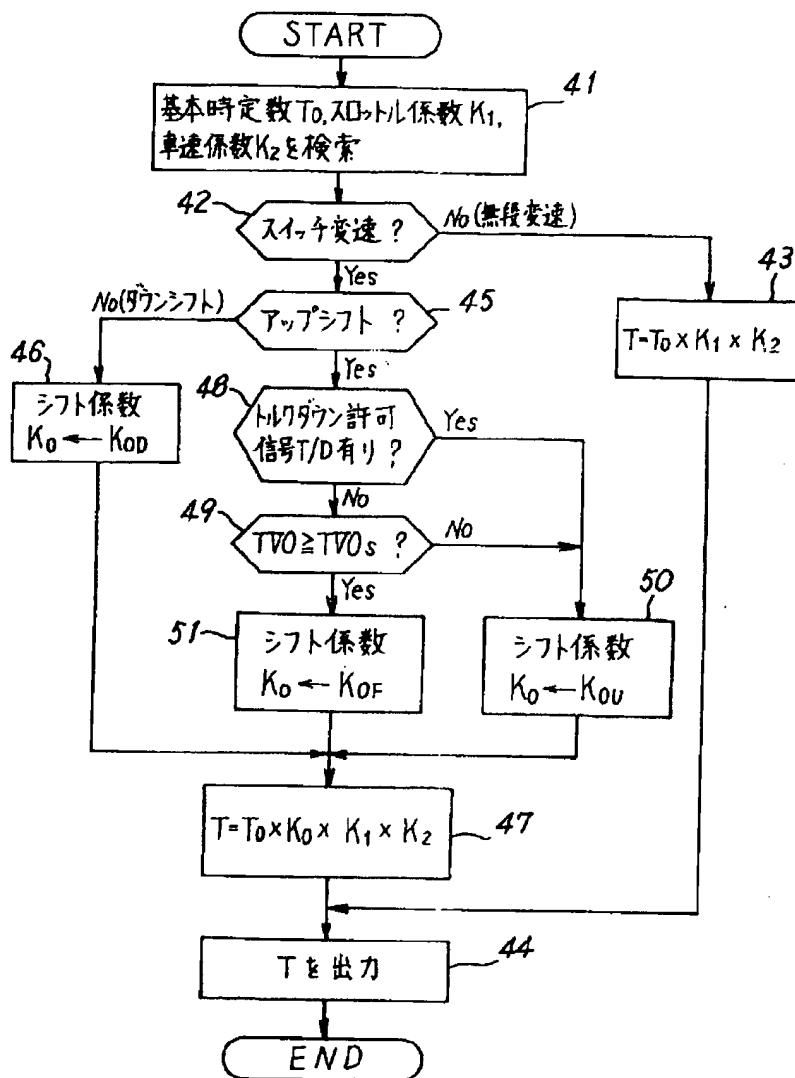 START
41
基本時定数T₀,スロットル係数K₁,
車速係数K₂を検索
42
スイッチ変速?
No(無段変速)
Yes
43
T=T₀×K₁×K₂
45
アップシフト?
No(ダウンシフト)
Yes
46
シフト係数
K₀←K₀D
48
トルクダウン許可
信号T/D有り?
Yes
No
49
TVO≧TVOs?
No
Yes
50
シフト係数
K₀←K₀U
51
シフト係数
K₀←K₀F
T=T₀×K₀×K₁×K₂
47
Tを出力
44
END